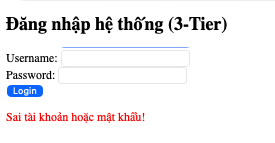 Đăng nhập hệ thống (3-Tier)
Username:
Password:
Login
Sai tài khoản hoặc mật khẩu!